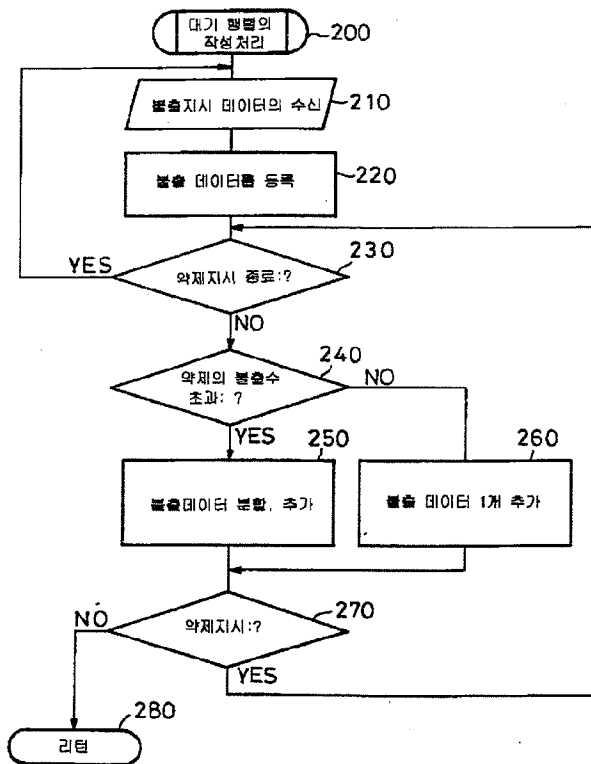 대기 행렬의
작성처리
200
불출지시 데이터의 수신
210
불출 데이터를 등록
220
230
YES
약제지시 종료:?
NO
240
약제의 불출수
초과: ?
NO
YES
250
260
불출데이터 분할, 추가
불출 데이터 1개 추가
270
NO
약제지시:?
YES
280
리턴